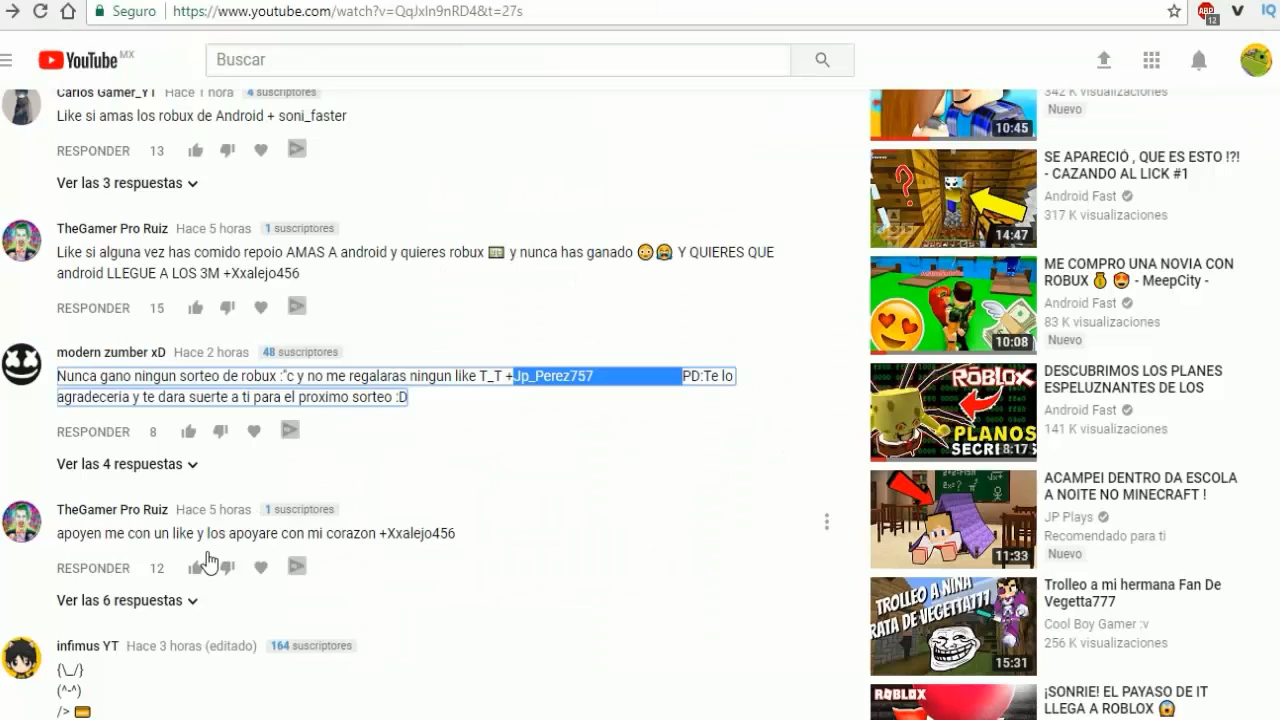 Seguro https://www.youtube.com/watch?v=QqJxIn9nRD4&t=27s
ABP
12
IQ
YouTube MX
Buscar
Carlos Gamer_YT Hace 1 hora 4 suscriptores
Like si amas los robux de Android + soni_faster
RESPONDER 13
Ver las 3 respuestas
TheGamer Pro Ruiz Hace 5 horas 1 suscriptores
Like si alguna vez has comido repoio AMAS A android y quieres robux 💵 y nunca has ganado 😳😭 Y QUIERES QUE
android LLEGUE A LOS 3M +Xxalejo456
RESPONDER 15
modern zumber xD Hace 2 horas 48 suscriptores
Nunca gano ningun sorteo de robux :"c y no me regalaras ningun like T_T +Jp_Perez757 PD:Te lo
agradeceria y te dara suerte a ti para el proximo sorteo :D
RESPONDER 8
Ver las 4 respuestas
TheGamer Pro Ruiz Hace 5 horas 1 suscriptores
apoyen me con un like y los apoyare con mi corazon +Xxalejo456
RESPONDER 12
Ver las 6 respuestas
infimus YT Hace 3 horas (editado) 164 suscriptores
(\_/)
(^-^)
/>
342 K visualizaciones
Nuevo
10:45
SE APARECIÓ , QUE ES ESTO !?!
- CAZANDO AL LICK #1
Android Fast
317 K visualizaciones
?
14:47
ME COMPRO UNA NOVIA CON
ROBUX 💰 😍 - MeepCity -
Android Fast
83 K visualizaciones
Nuevo
10:08
DESCUBRIMOS LOS PLANES
ESPELUZNANTES DE LOS
Android Fast
141 K visualizaciones
ROBLOX
PLANOS
8:17
ACAMPEI DENTRO DA ESCOLA
A NOITE NO MINECRAFT !
JP Plays
Recomendado para ti
Nuevo
11:33
Trolleo a mi hermana Fan De
Vegetta777
Cool Boy Gamer :v
256 K visualizaciones
TROLLEO A NIÑA
RATA DE VEGETTA777
15:31
¡SONRIE! EL PAYASO DE IT
LLEGA A ROBLOX 😱
ROBLOX